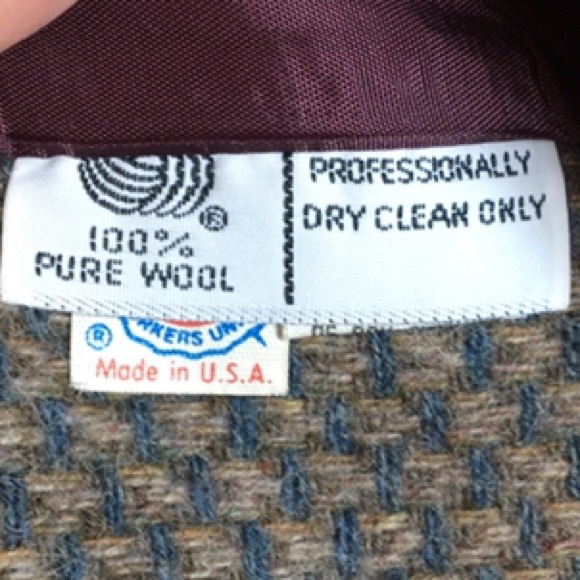 100%
PURE WOOL
PROFESSIONALLY
DRY CLEAN ONLY
®
Made in U.S.A.